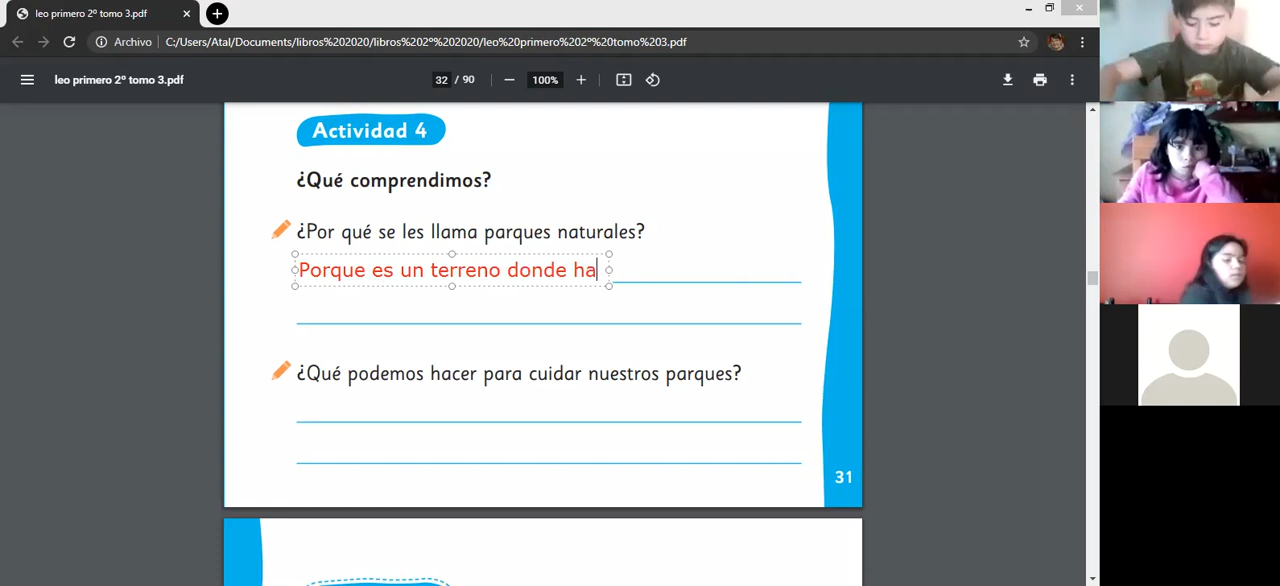 leo primero 2º tomo 3.pdf
Archivo C:/Users/Atal/Documents/libros%202020/libros%202º%202020/leo%20primero%202º%20tomo%203.pdf
leo primero 2º tomo 3.pdf 32 / 90 100%
Actividad 4
¿Qué comprendimos?
¿Por qué se les llama parques naturales?
Porque es un terreno donde ha
¿Qué podemos hacer para cuidar nuestros parques?
31